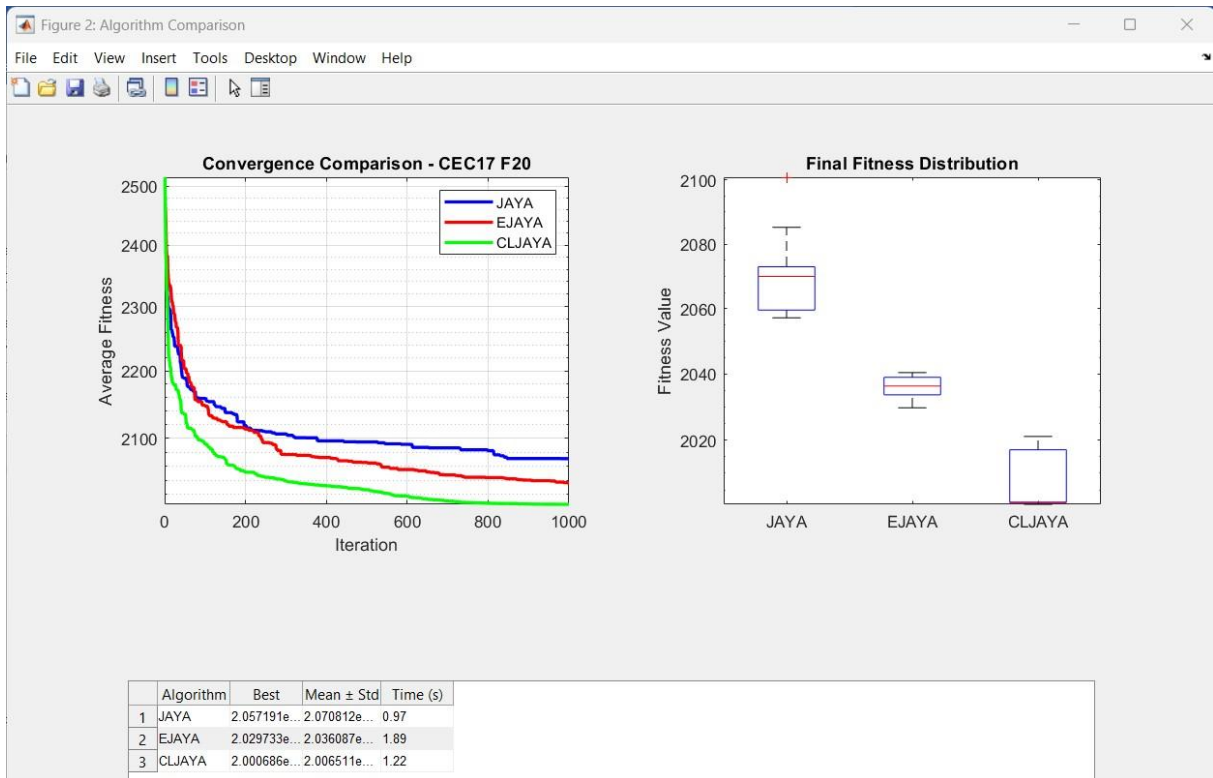 Figure 2: Algorithm Comparison
File Edit View Insert Tools Desktop Window Help
Convergence Comparison - CEC17 F20
2500
2400
2300
2200
2100
Average Fitness
JAYA
EJAYA
CLJAYA
0 200 400 600 800 1000
Iteration
Final Fitness Distribution
2100
2080
2060
2040
2020
Fitness Value
JAYA EJAYA CLJAYA
Algorithm Best Mean ± Std Time (s)
1 JAYA 2.057191e... 2.070812e... 0.97
2 EJAYA 2.029733e... 2.036087e... 1.89
3 CLJAYA 2.000686e... 2.006511e... 1.22